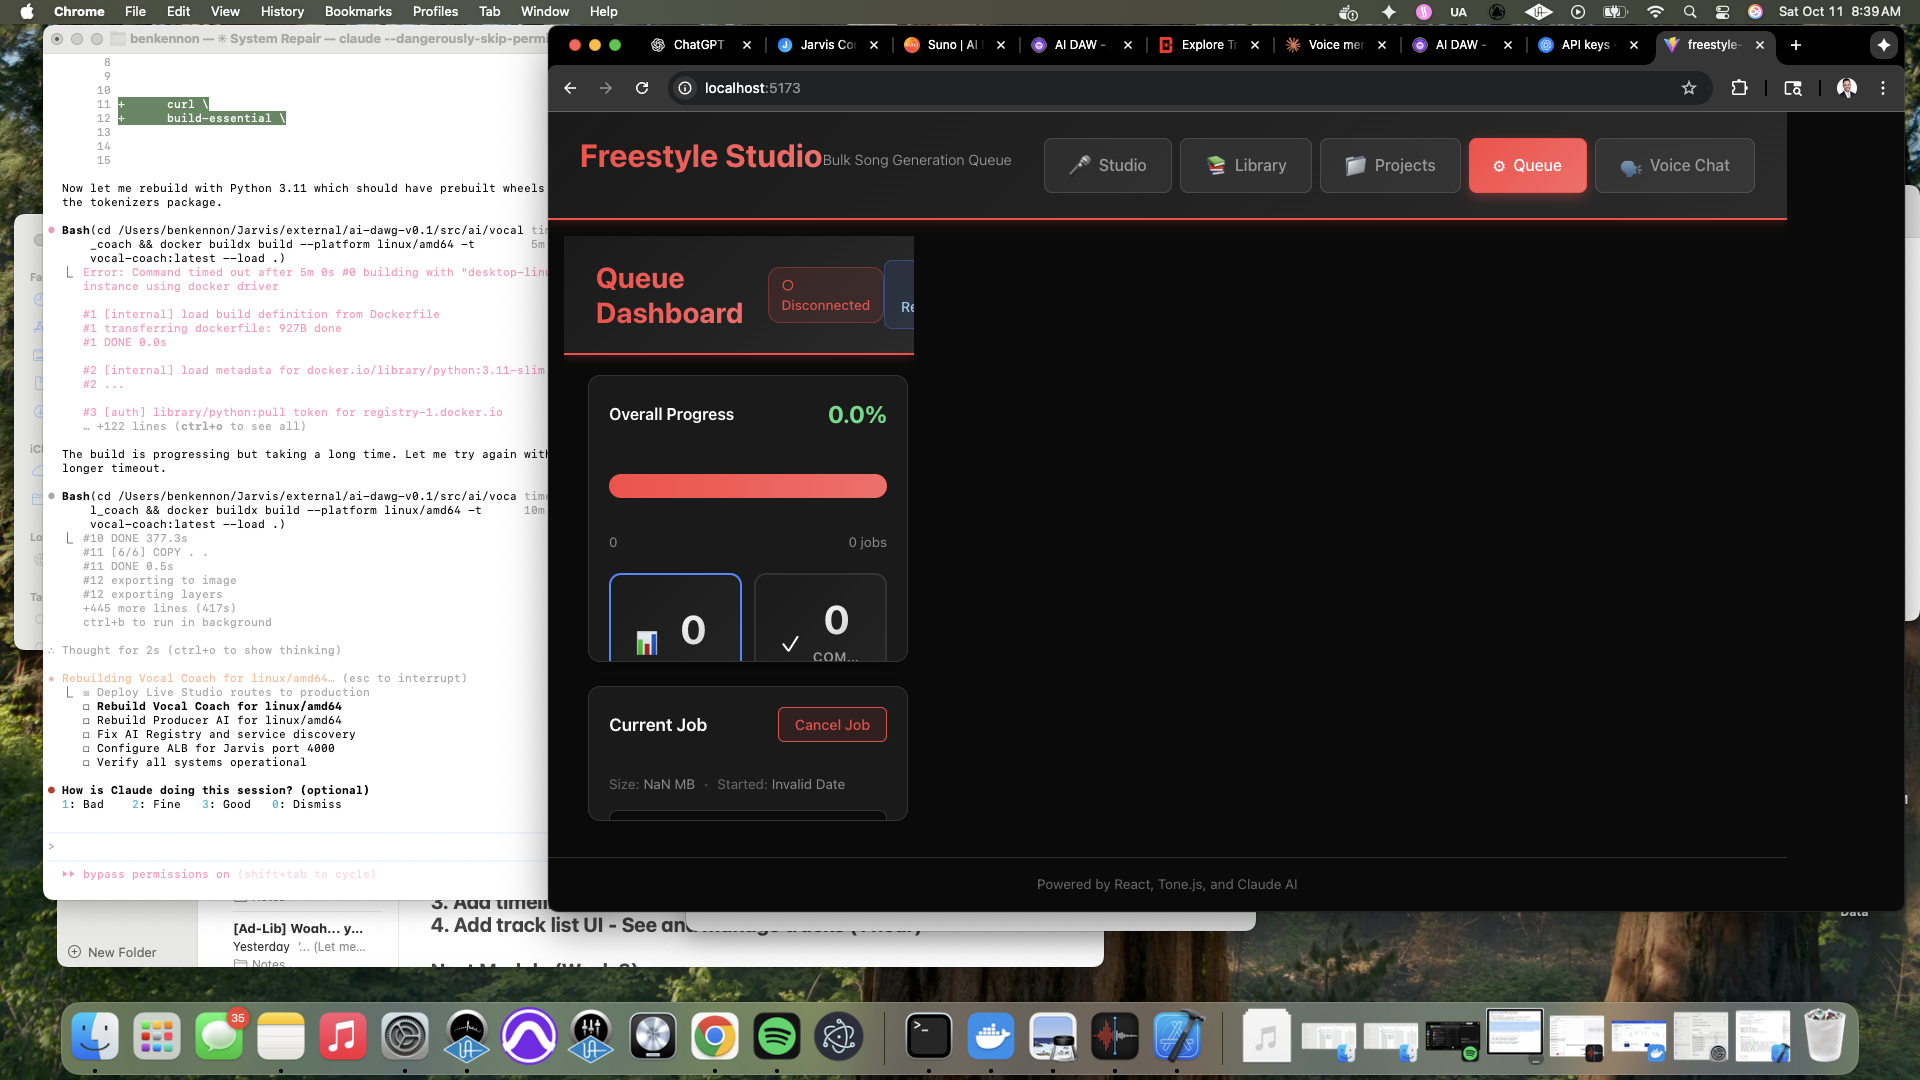 Chrome File Edit View History Bookmarks Profiles Tab Window Help
UA
Sat Oct 11 8:39 AM
benkennon — ✳ System Repair — claude --dangerously-skip-permi
8
9
10
11 + curl \
12 + build-essential \
13
14
15
Now let me rebuild with Python 3.11 which should have prebuilt wheels
the tokenizers package.
Bash(cd /Users/benkennon/Jarvis/external/ai-dawg-v0.1/src/ai/vocal
_coach && docker buildx build --platform linux/amd64 -t 5m
vocal-coach:latest --load .)
Error: Command timed out after 5m 0s #0 building with "desktop-linu
instance using docker driver
#1 [internal] load build definition from Dockerfile
#1 transferring dockerfile: 927B done
#1 DONE 0.0s
#2 [internal] load metadata for docker.io/library/python:3.11-slim
#2 ...
#3 [auth] library/python:pull token for registry-1.docker.io
… +122 lines (ctrl+o to see all)
The build is progressing but taking a long time. Let me try again with
longer timeout.
Bash(cd /Users/benkennon/Jarvis/external/ai-dawg-v0.1/src/ai/voca
l_coach && docker buildx build --platform linux/amd64 -t 10m
vocal-coach:latest --load .)
#10 DONE 377.3s
#11 [6/6] COPY . .
#11 DONE 0.5s
#12 exporting to image
#12 exporting layers
+445 more lines (417s)
ctrl+b to run in background
∴ Thought for 2s (ctrl+o to show thinking)
✳ Rebuilding Vocal Coach for linux/amd64… (esc to interrupt)
☒ Deploy Live Studio routes to production
☐ Rebuild Vocal Coach for linux/amd64
☐ Rebuild Producer AI for linux/amd64
☐ Fix AI Registry and service discovery
☐ Configure ALB for Jarvis port 4000
☐ Verify all systems operational
● How is Claude doing this session? (optional)
1: Bad 2: Fine 3: Good 0: Dismiss
>
▸▸ bypass permissions on (shift+tab to cycle)
ChatGPT
Jarvis Co
Suno | AI
AI DAW -
Explore Tr
Voice mer
AI DAW -
API keys -
freestyle-
localhost:5173
Freestyle Studio
Bulk Song Generation Queue
🎤 Studio
📚 Library
📁 Projects
⚙ Queue
🗣 Voice Chat
Queue
Dashboard
Disconnected
Re
Overall Progress
0.0%
0
0 jobs
📊 0
✓ 0
COM...
Current Job
Cancel Job
Size: NaN MB · Started: Invalid Date
Powered by React, Tone.js, and Claude AI
3. Add timeli
4. Add track list UI - See and manage tracks (1 hour)
[Ad-Lib] Woah... y...
Yesterday '... (Let me...
Notes
New Folder
Data
35